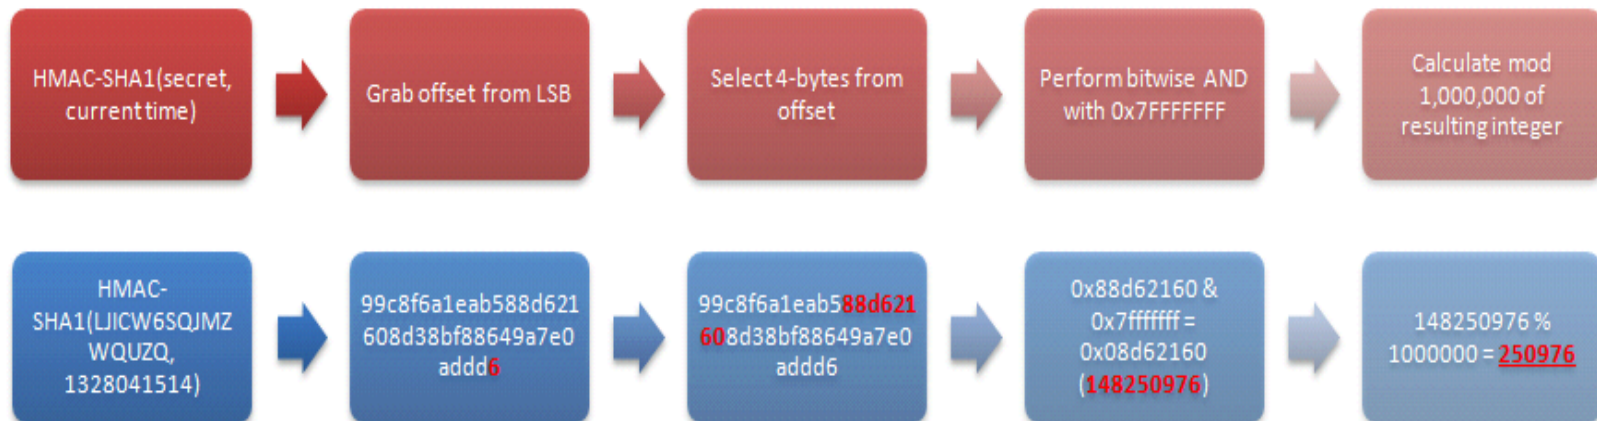 HMAC-SHA1(secret,
current time)
Grab offset from LSB
Select 4-bytes from
offset
Perform bitwise AND
with 0x7FFFFFFF
Calculate mod
1,000,000 of
resulting integer
HMAC-
SHA1(LJICW6SQJMZ
WQUZQ,
1328041514)
99c8f6a1eab588d621
608d38bf88649a7e0
addd6
99c8f6a1eab588d621
608d38bf88649a7e0
addd6
0x88d62160 &
0x7fffffff =
0x08d62160
(148250976)
148250976 %
1000000 = 250976